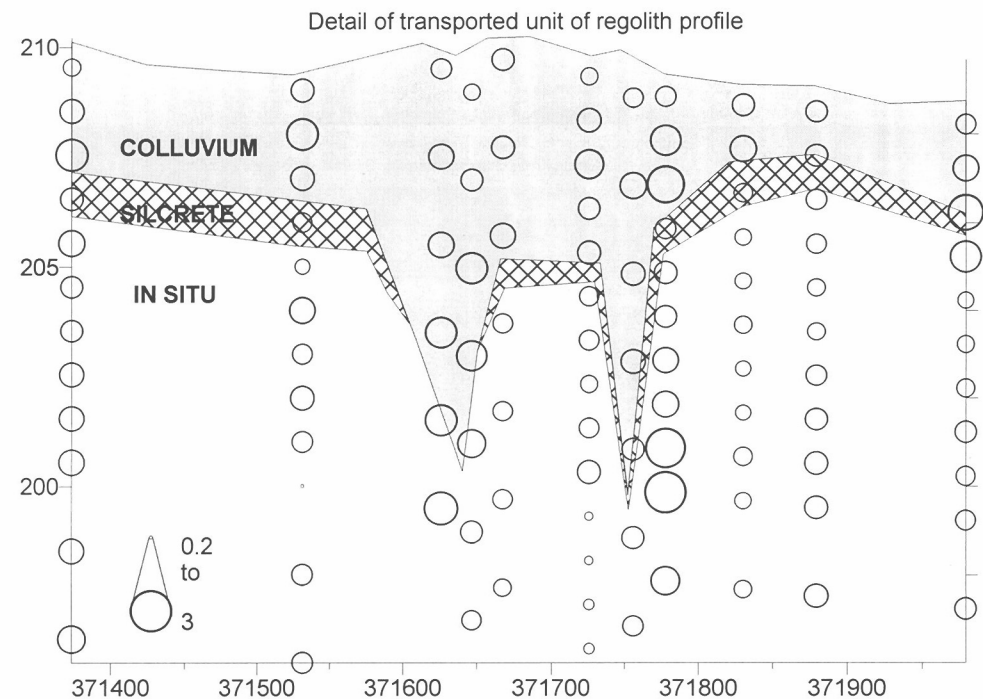 Detail of transported unit of regolith profile
210
COLLUVIUM
SILCRETE
205
IN SITU
200
0.2
to
3
371400 371500 371600 371700 371800 371900